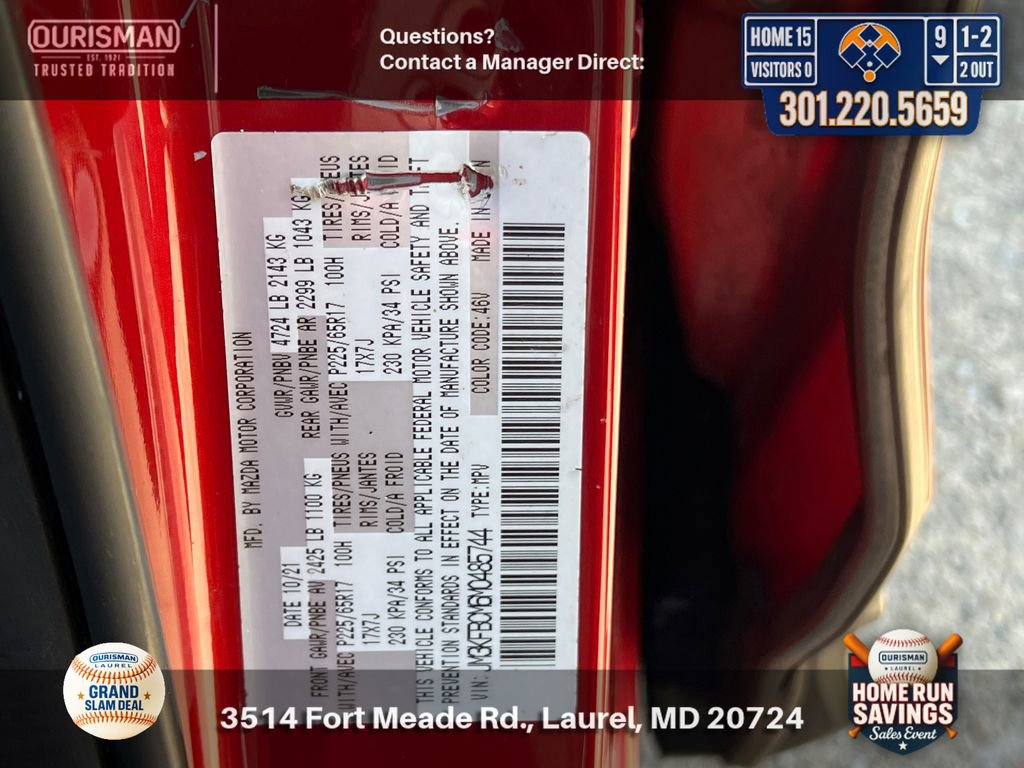 OURISMAN
EST. 1921
TRUSTED TRADITION
Questions?
Contact a Manager Direct:
HOME 15
VISITORS 0
9
1-2
2 OUT
301.220.5659
MFD. BY MAZDA MOTOR CORPORATION
DATE 10/21
GVWR/PNBV 4724 LB 2143 KG
FRONT GAWR/PNBE AV 2425 LB 1100 KG
REAR GAWR/PNBE AR 2299 LB 1043 KG
WITH/AVEC P225/65R17 100H TIRES/PNEUS WITH/AVEC P225/65R17 100H TIRES/
17X7J RIMS/JANTES 17X7J
230 KPA/34 PSI COLD/A FROID 230 KPA/34 PSI COLD/A
THIS VEHICLE CONFORMS TO ALL APPLICABLE FEDERAL MOTOR VEHICLE SAFETY AND
PREVENTION STANDARDS IN EFFECT ON THE DATE OF MANUFACTURE SHOWN ABOVE.
VIN: TYPE:MPV COLOR CODE:46V MADE IN
OURISMAN
LAUREL
GRAND
SLAM DEAL
3514 Fort Meade Rd., Laurel, MD 20724
OURISMAN
LAUREL
HOME RUN
SAVINGS
Sales Event